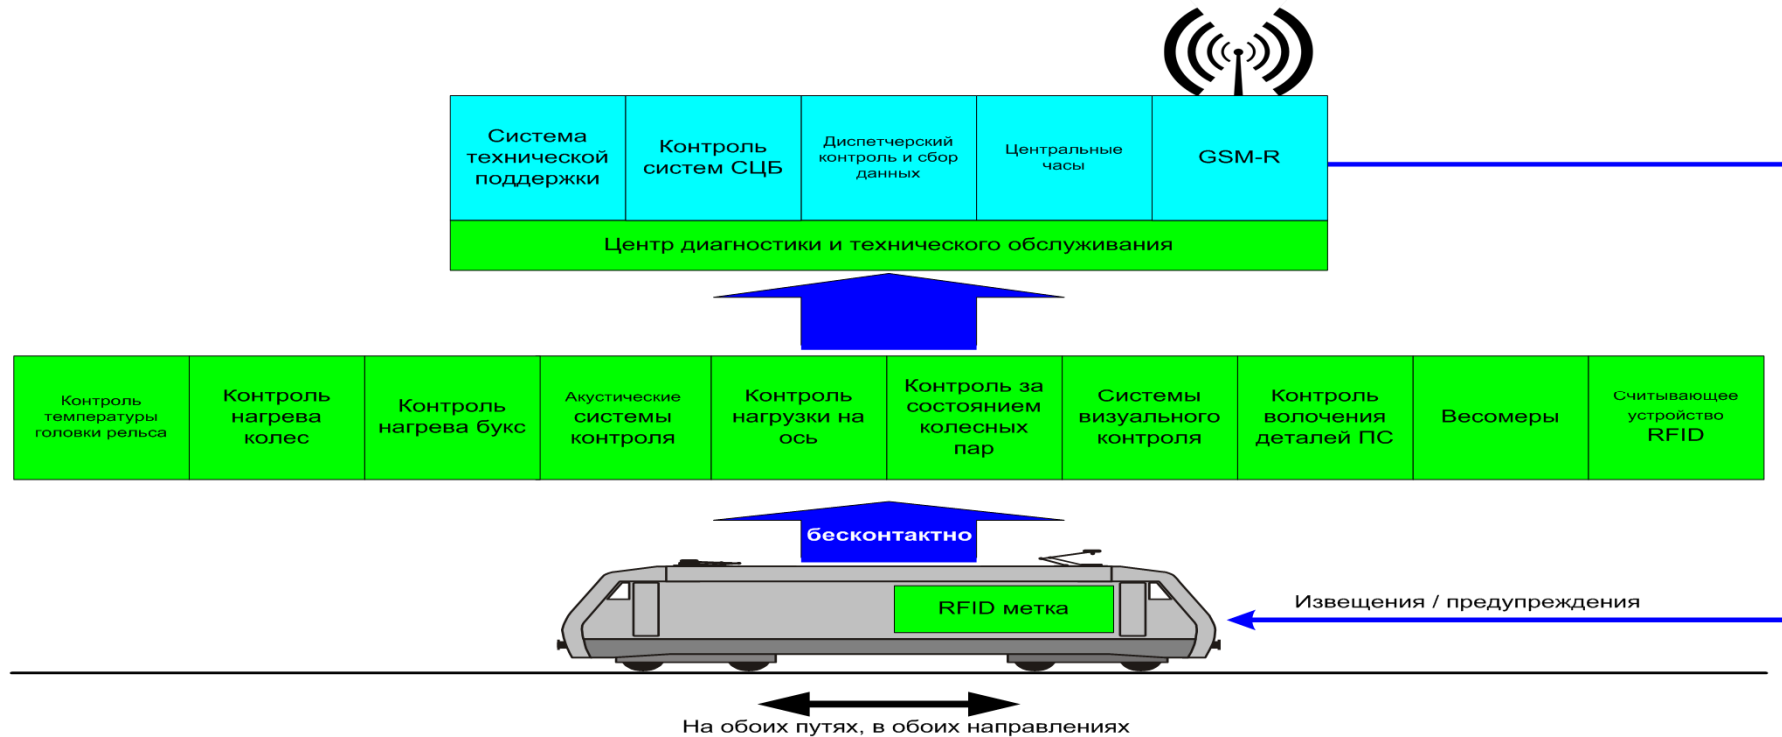 Система
технической
поддержки
Контроль
систем СЦБ
Диспетчерский
контроль и сбор
данных
Центральные
часы
GSM-R
Центр диагностики и технического обслуживания
Контроль
температуры
головки рельса
Контроль
нагрева
колес
Контроль
нагрева букс
Акустические
системы
контроля
Контроль
нагрузки на
ось
Контроль за
состоянием
колесных
пар
Системы
визуального
контроля
Контроль
волочения
деталей ПС
Весомеры
Считывающее
устройство
RFID
бесконтактно
RFID метка
Извещения / предупреждения
На обоих путях, в обоих направлениях